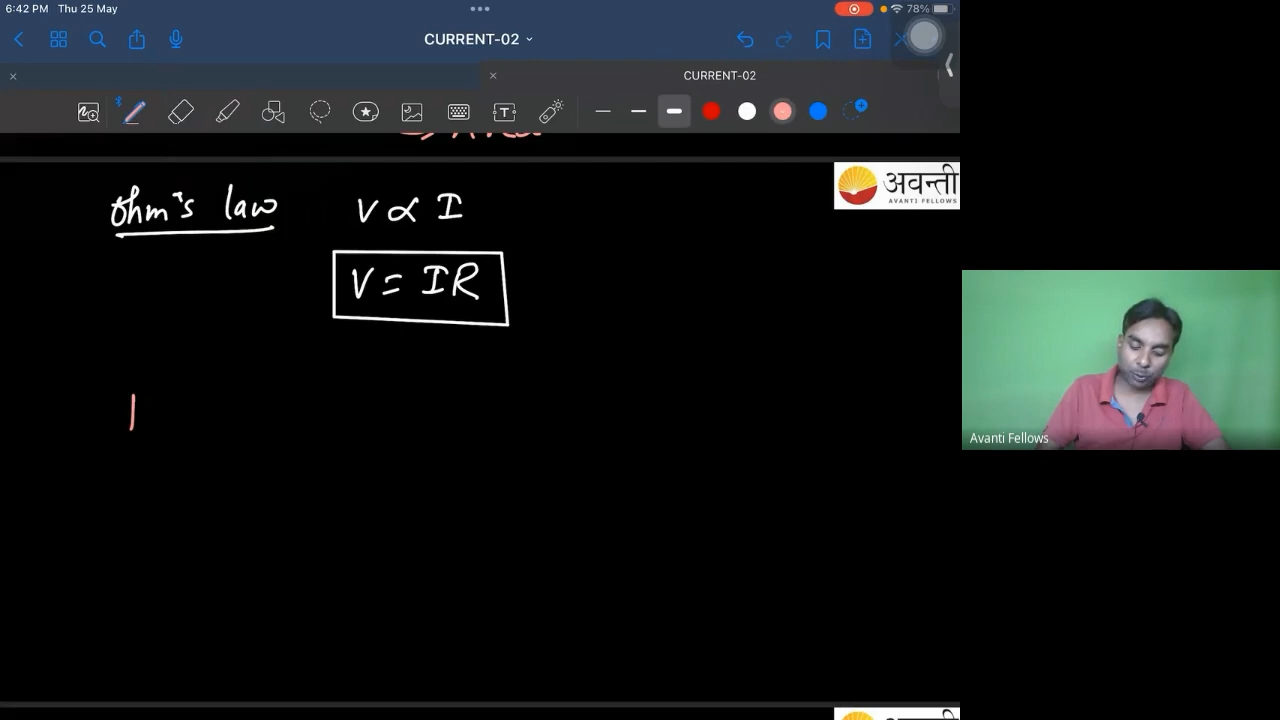 6:42 PM Thu 25 May
78%
CURRENT-02
CURRENT-02
T
अवन्ती
AVANTI FELLOWS
Ohm's law V ∝ I
V = IR
Avanti Fellows